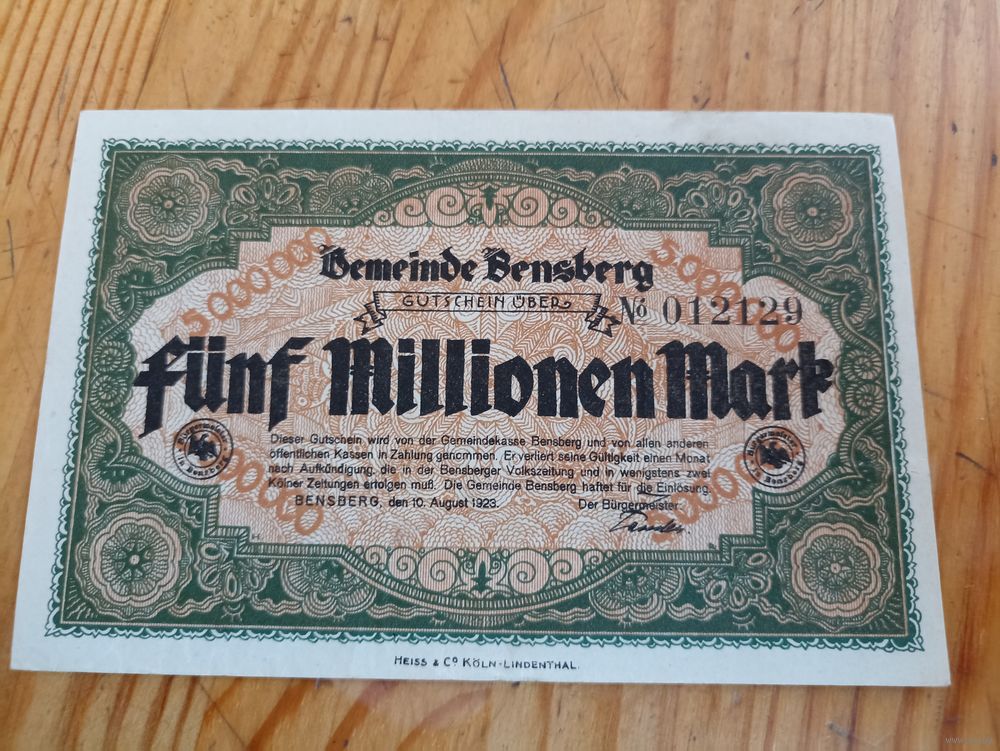 5000000
Gemeinde Bensberg
GUTSCHEIN ÜBER
№ 012129
fünf Millionen Mark
Dieser Gutschein wird von der Gemeindekasse Bensberg und von allen anderen
öffentlichen Kassen in Zahlung genommen. Er verliert seine Gültigkeit einen Monat
nach Aufkündigung, die in der Bensberger Volkszeitung und in wenigstens zwei
Kölner Zeitungen erfolgen muß. Die Gemeinde Bensberg haftet für die Einlösung.
BENSBERG, den 10. August 1923. Der Bürgermeister:
HEISS & Cº KÖLN-LINDENTHAL.